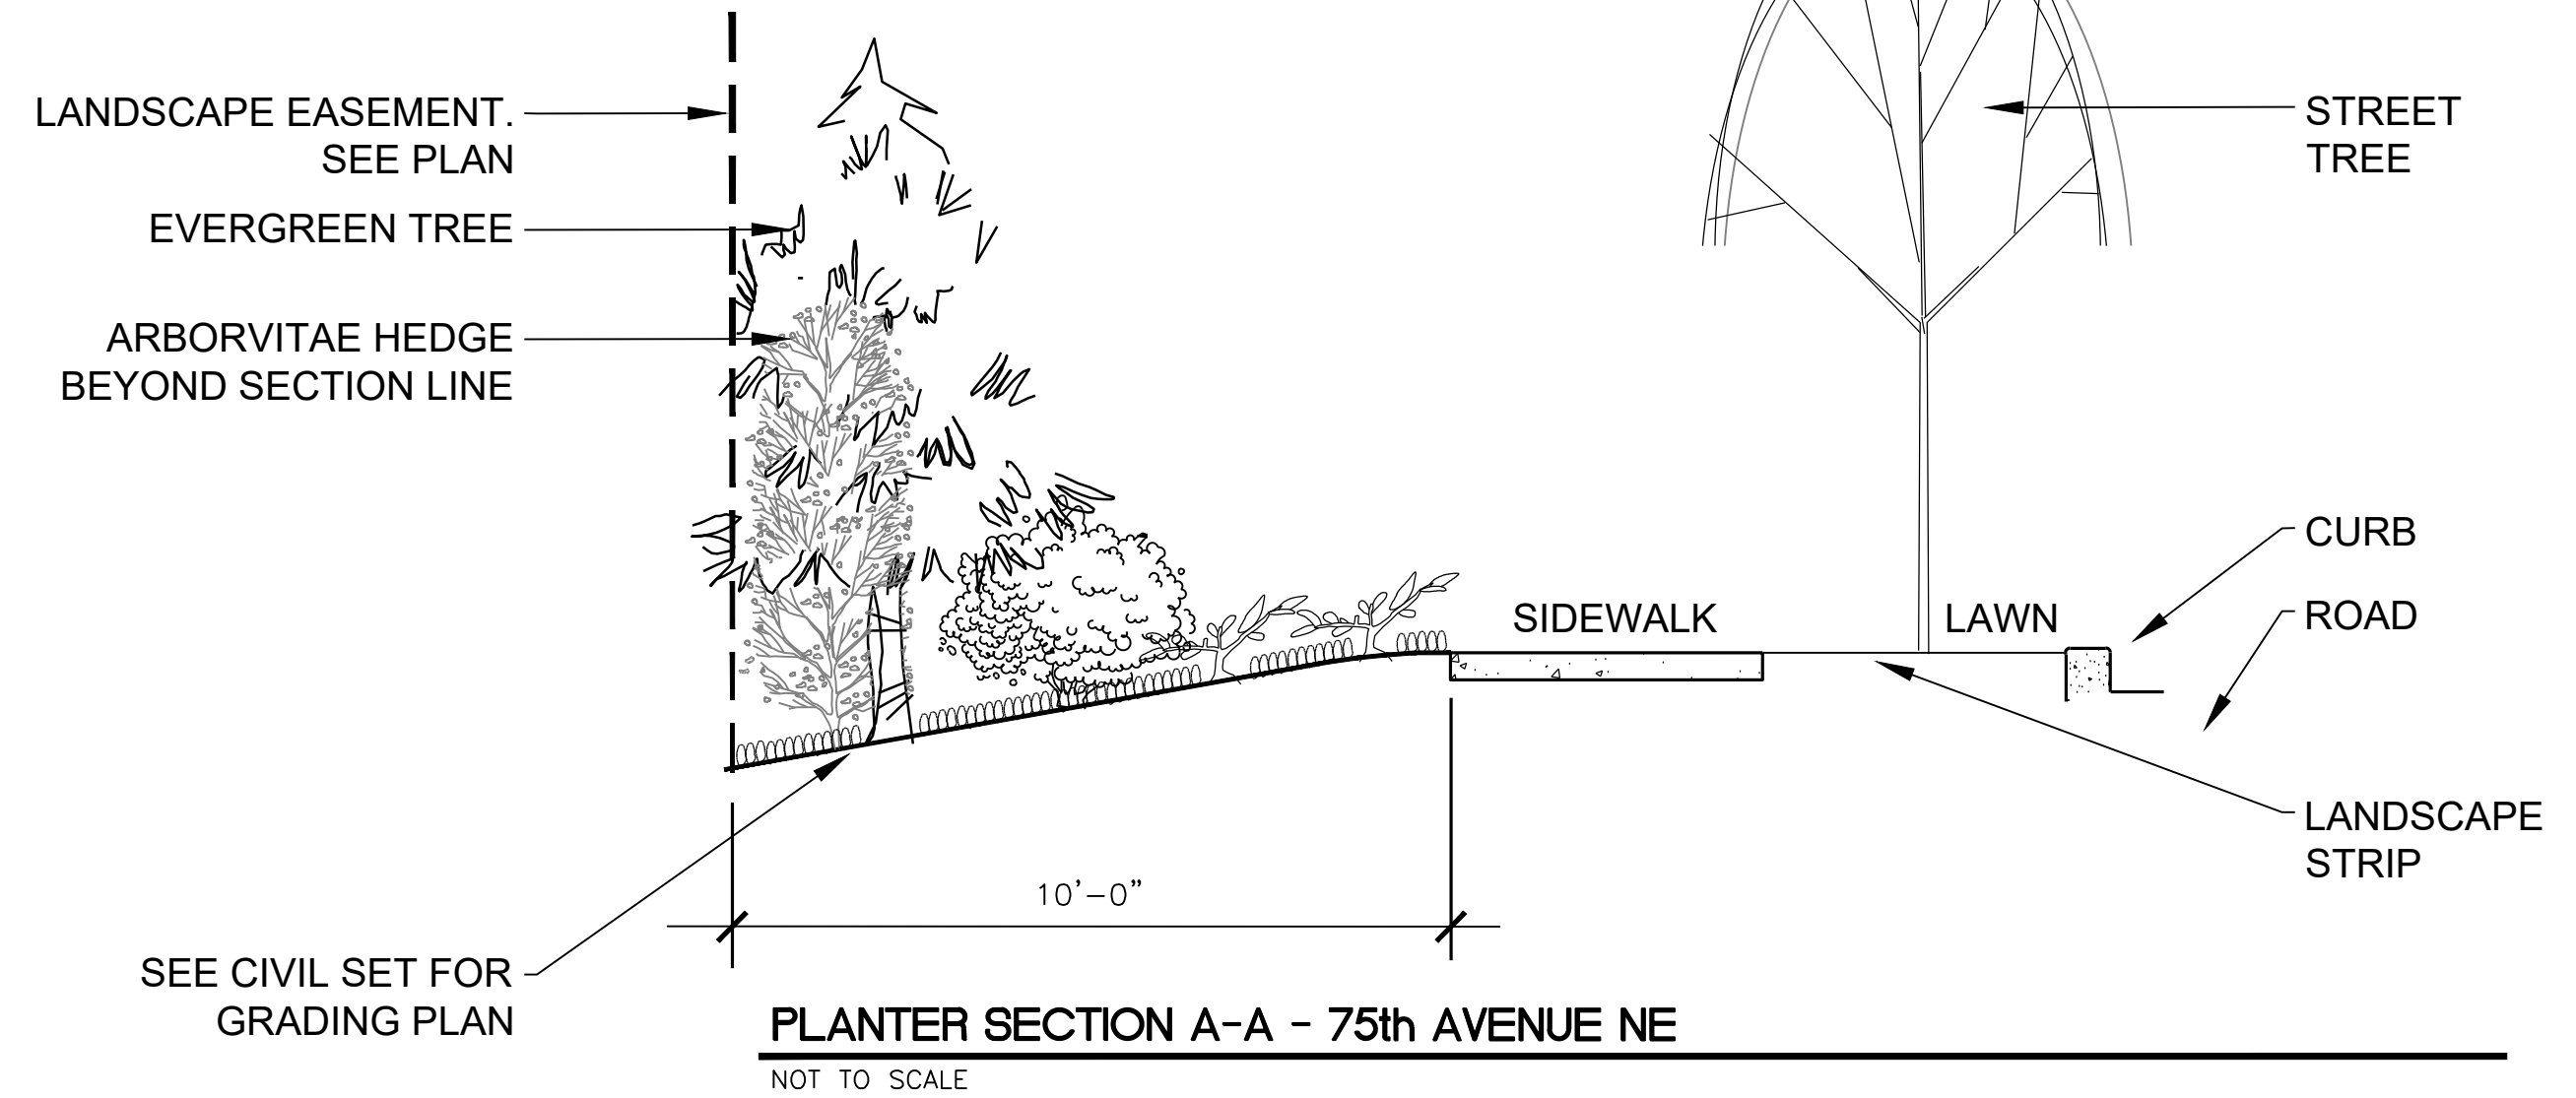 LANDSCAPE EASEMENT.
SEE PLAN
EVERGREEN TREE
ARBORVITAE HEDGE
BEYOND SECTION LINE
SEE CIVIL SET FOR
GRADING PLAN
STREET
TREE
CURB
ROAD
LANDSCAPE
STRIP
SIDEWALK
LAWN
10'-0"
PLANTER SECTION A-A - 75th AVENUE NE
NOT TO SCALE